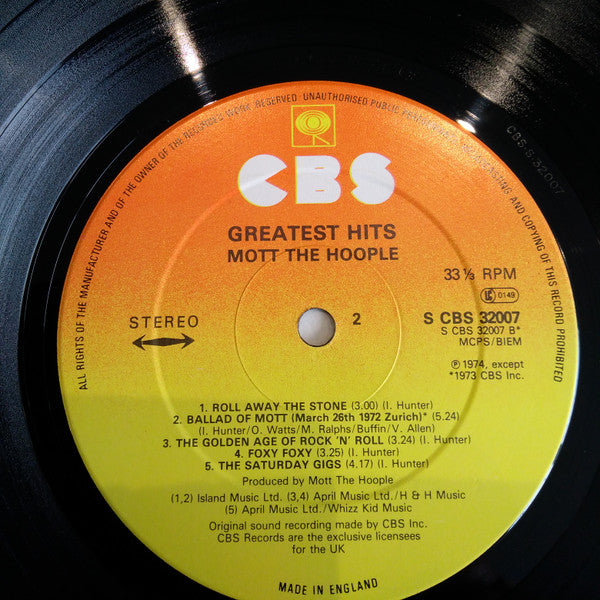 ALL RIGHTS OF THE MANUFACTURER AND OF THE OWNER OF THE RECORDED WORK RESERVED. UNAUTHORISED PUBLIC PERFORMANCE, BROADCASTING AND COPYING OF THIS RECORD PROHIBITED
CBS
GREATEST HITS
MOTT THE HOOPLE
33⅓ RPM
LC 0149
STEREO
2
S CBS 32007
S CBS 32007 B*
MCPS/BIEM
℗ 1974, except
*1973 CBS Inc.
1. ROLL AWAY THE STONE (3.00) (I. Hunter)
2. BALLAD OF MOTT (March 26th 1972 Zurich)* (5.24)
(I. Hunter/O. Watts/M. Ralphs/Buffin/V. Allen)
3. THE GOLDEN AGE OF ROCK 'N' ROLL (3.24) (I. Hunter)
4. FOXY FOXY (3.25) (I. Hunter)
5. THE SATURDAY GIGS (4.17) (I. Hunter)
Produced by Mott The Hoople
(1,2) Island Music Ltd. (3,4) April Music Ltd./H & H Music
(5) April Music Ltd./Whizz Kid Music
Original sound recording made by CBS Inc.
CBS Records are the exclusive licensees
for the UK
MADE IN ENGLAND
CBS S 32007